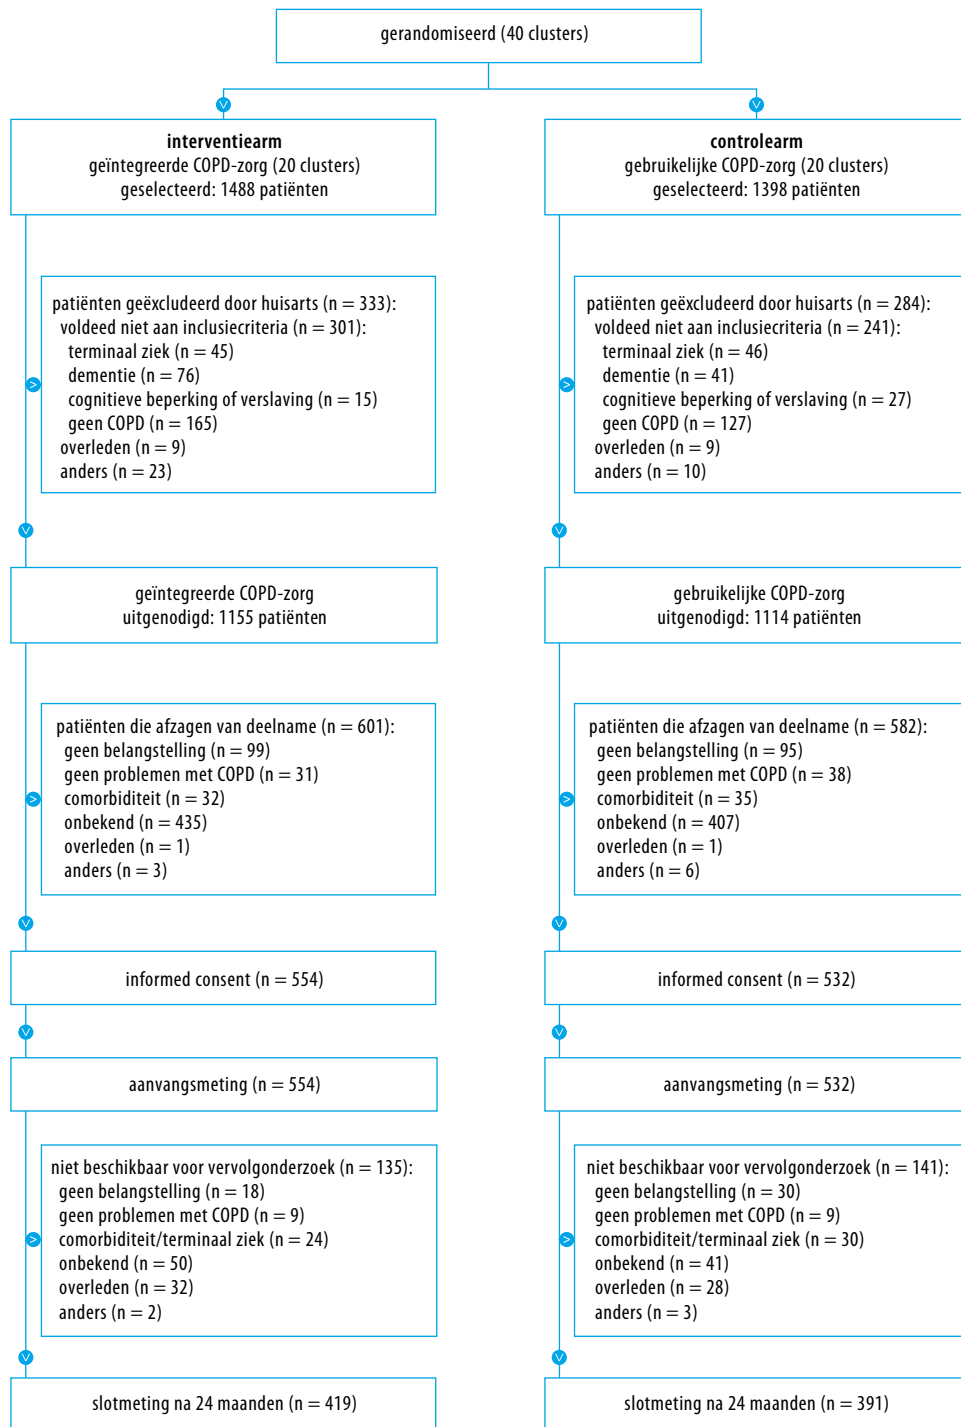 gerandomiseerd (40 clusters)
interventiearm
geïntegreerde COPD-zorg (20 clusters)
geselecteerd: 1488 patiënten
controlearm
gebruikelijke COPD-zorg (20 clusters)
geselecteerd: 1398 patiënten
patiënten geëxcludeerd door huisarts (n = 333):
voldeed niet aan inclusiecriteria (n = 301):
terminaal ziek (n = 45)
dementie (n = 76)
cognitieve beperking of verslaving (n = 15)
geen COPD (n = 165)
overleden (n = 9)
anders (n = 23)
patiënten geëxcludeerd door huisarts (n = 284):
voldeed niet aan inclusiecriteria (n = 241):
terminaal ziek (n = 46)
dementie (n = 41)
cognitieve beperking of verslaving (n = 27)
geen COPD (n = 127)
overleden (n = 9)
anders (n = 10)
geïntegreerde COPD-zorg
uitgenodigd: 1155 patiënten
gebruikelijke COPD-zorg
uitgenodigd: 1114 patiënten
patiënten die afzagen van deelname (n = 601):
geen belangstelling (n = 99)
geen problemen met COPD (n = 31)
comorbiditeit (n = 32)
onbekend (n = 435)
overleden (n = 1)
anders (n = 3)
patiënten die afzagen van deelname (n = 582):
geen belangstelling (n = 95)
geen problemen met COPD (n = 38)
comorbiditeit (n = 35)
onbekend (n = 407)
overleden (n = 1)
anders (n = 6)
informed consent (n = 554)
informed consent (n = 532)
aanvangsmeting (n = 554)
aanvangsmeting (n = 532)
niet beschikbaar voor vervolgonderzoek (n = 135):
geen belangstelling (n = 18)
geen problemen met COPD (n = 9)
comorbiditeit/terminaal ziek (n = 24)
onbekend (n = 50)
overleden (n = 32)
anders (n = 2)
niet beschikbaar voor vervolgonderzoek (n = 141):
geen belangstelling (n = 30)
geen problemen met COPD (n = 9)
comorbiditeit/terminaal ziek (n = 30)
onbekend (n = 41)
overleden (n = 28)
anders (n = 3)
slotmeting na 24 maanden (n = 419)
slotmeting na 24 maanden (n = 391)